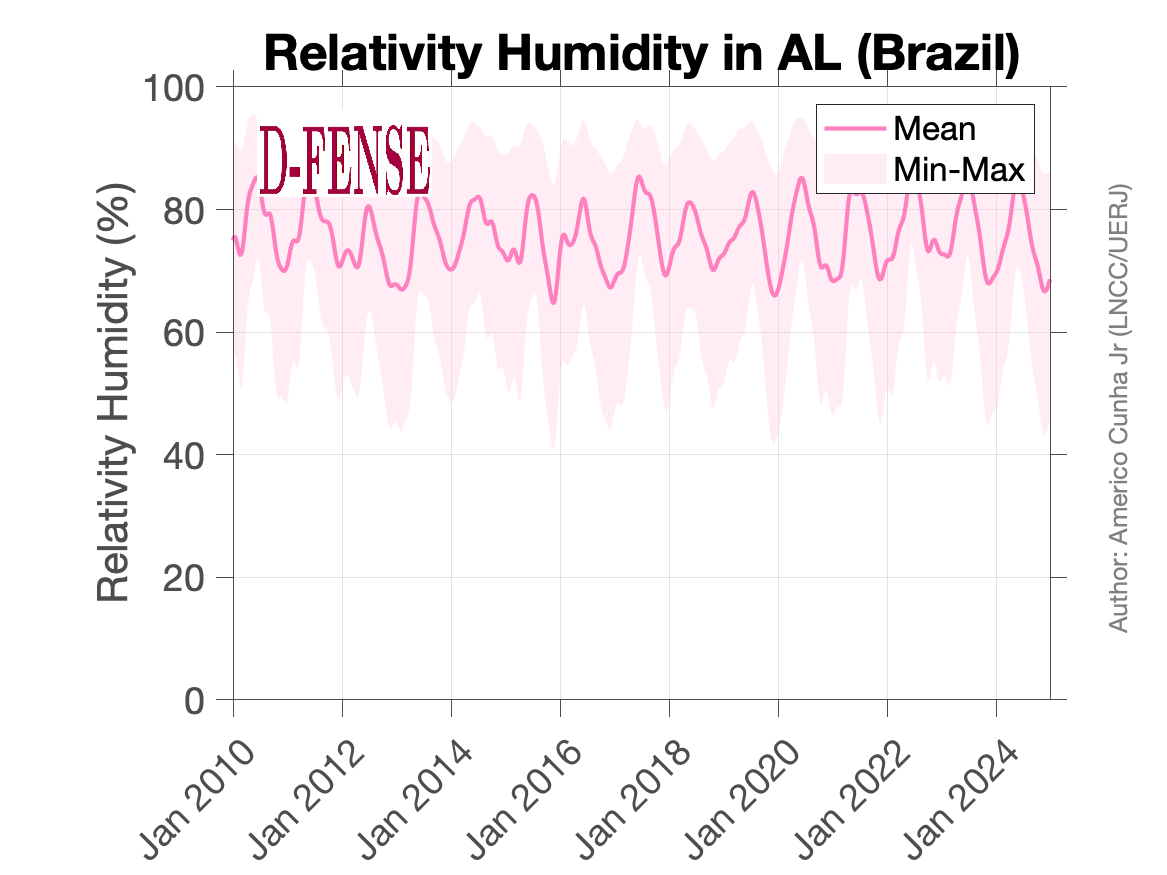 Relativity Humidity in AL (Brazil)
100
80
60
40
20
0
Relativity Humidity (%)
D-FENSE
Mean
Min-Max
Jan 2010
Jan 2012
Jan 2014
Jan 2016
Jan 2018
Jan 2020
Jan 2022
Jan 2024
Author: Americo Cunha Jr (LNCC/UERJ)